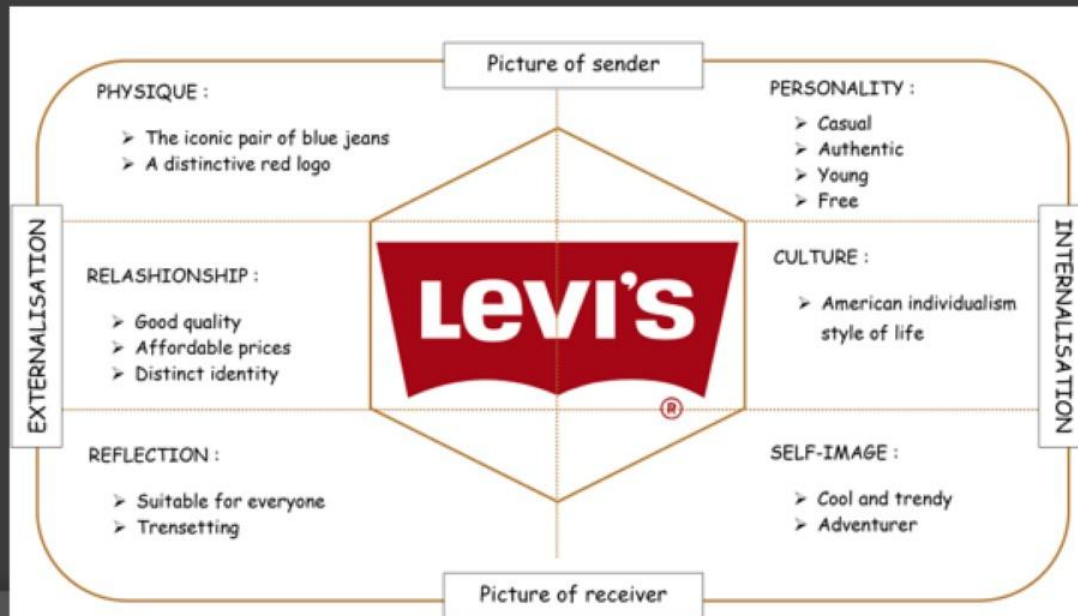 Picture of sender
PHYSIQUE :
➢ The iconic pair of blue jeans
➢ A distinctive red logo
PERSONALITY :
➢ Casual
➢ Authentic
➢ Young
➢ Free
EXTERNALISATION
RELASHIONSHIP :
➢ Good quality
➢ Affordable prices
➢ Distinct identity
LEVI'S
®
CULTURE :
➢ American individualism
style of life
INTERNALISATION
REFLECTION :
➢ Suitable for everyone
➢ Trensetting
SELF-IMAGE :
➢ Cool and trendy
➢ Adventurer
Picture of receiver